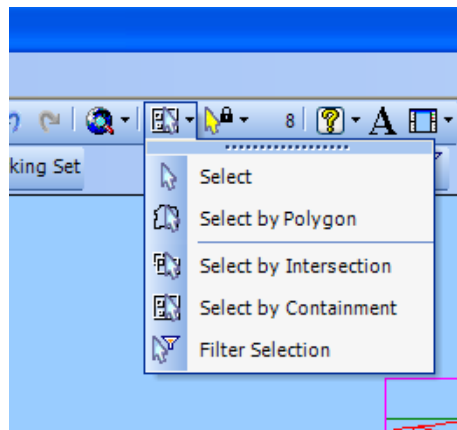 8 ? A
king Set
Select
Select by Polygon
Select by Intersection
Select by Containment
Filter Selection